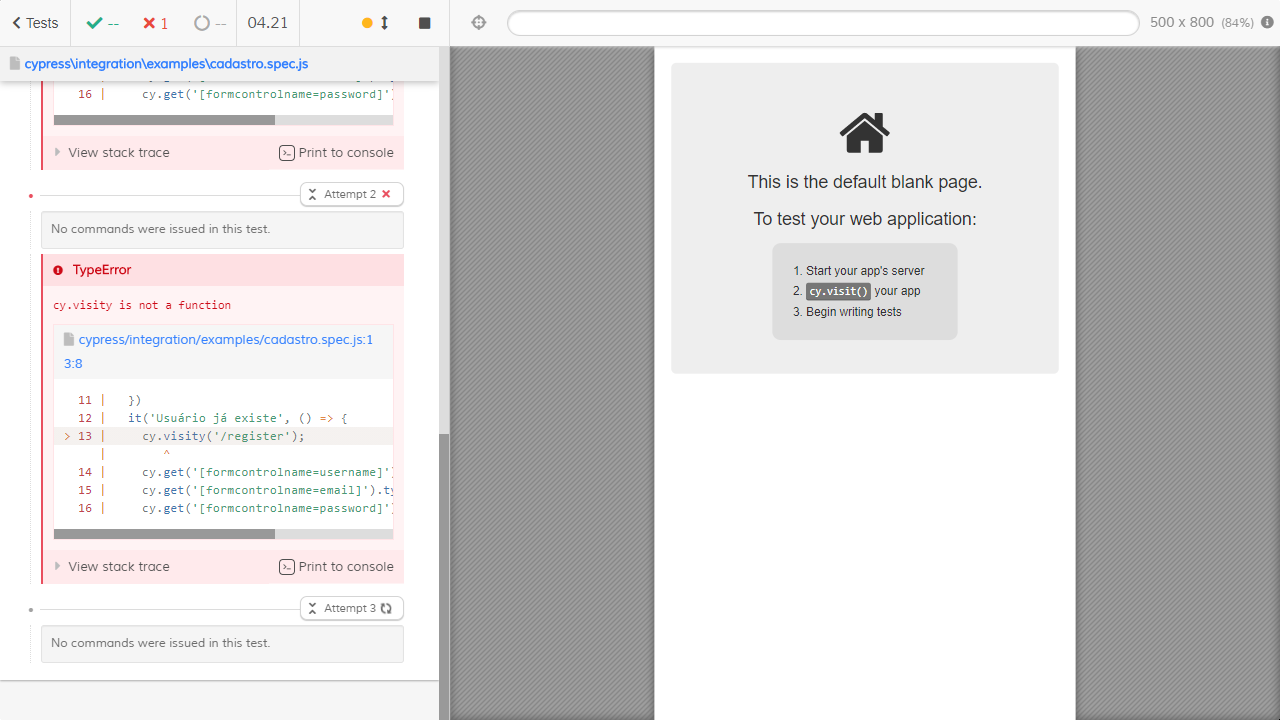 Tests
--
1
--
04.21
500 x 800 (84%)
cypress\integration\examples\cadastro.spec.js
16 | cy.get('[formcontrolname=password]'
View stack trace
Print to console
Attempt 2
No commands were issued in this test.
TypeError
cy.visity is not a function
cypress/integration/examples/cadastro.spec.js:1
3:8
11 | })
12 | it('Usuário já existe', () => {
> 13 | cy.visity('/register');
| ^
14 | cy.get('[formcontrolname=username]'
15 | cy.get('[formcontrolname=email]').ty
16 | cy.get('[formcontrolname=password]'
View stack trace
Print to console
Attempt 3
No commands were issued in this test.
This is the default blank page.
To test your web application:
1. Start your app's server
2. cy.visit() your app
3. Begin writing tests